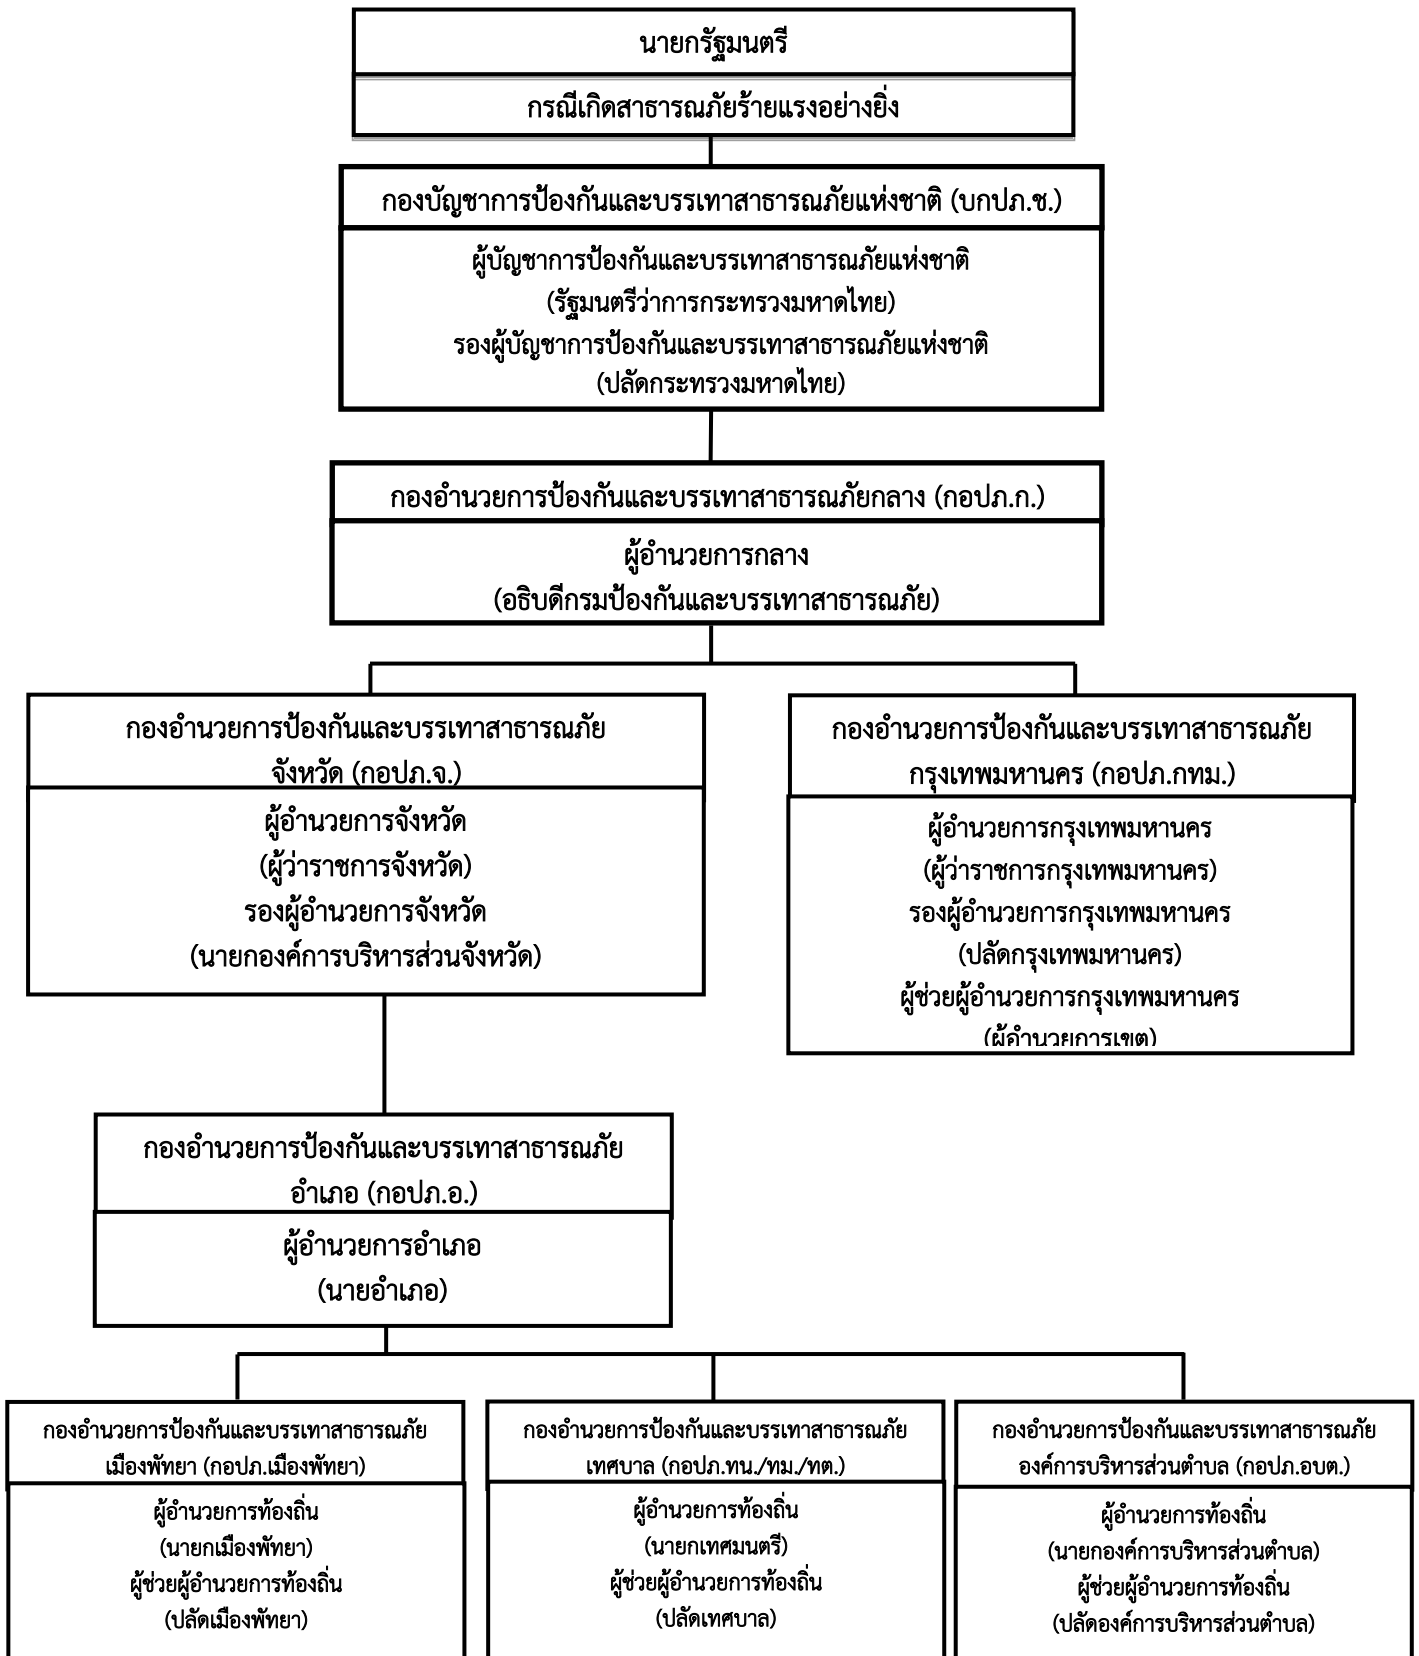 นายกรัฐมนตรี
กรณีเกิดสาธารณภัยร้ายแรงอย่างยิ่ง
กองบัญชาการป้องกันและบรรเทาสาธารณภัยแห่งชาติ (บกปภ.ช.)
ผู้บัญชาการป้องกันและบรรเทาสาธารณภัยแห่งชาติ
(รัฐมนตรีว่าการกระทรวงมหาดไทย)
รองผู้บัญชาการป้องกันและบรรเทาสาธารณภัยแห่งชาติ
(ปลัดกระทรวงมหาดไทย)
กองอำนวยการป้องกันและบรรเทาสาธารณภัยกลาง (กอปภ.ก.)
ผู้อำนวยการกลาง
(อธิบดีกรมป้องกันและบรรเทาสาธารณภัย)
กองอำนวยการป้องกันและบรรเทาสาธารณภัย
จังหวัด (กอปภ.จ.)
ผู้อำนวยการจังหวัด
(ผู้ว่าราชการจังหวัด)
รองผู้อำนวยการจังหวัด
(นายกองค์การบริหารส่วนจังหวัด)
กองอำนวยการป้องกันและบรรเทาสาธารณภัย
กรุงเทพมหานคร (กอปภ.กทม.)
ผู้อำนวยการกรุงเทพมหานคร
(ผู้ว่าราชการกรุงเทพมหานคร)
รองผู้อำนวยการกรุงเทพมหานคร
(ปลัดกรุงเทพมหานคร)
ผู้ช่วยผู้อำนวยการกรุงเทพมหานคร
(ผู้อำนวยการเขต)
กองอำนวยการป้องกันและบรรเทาสาธารณภัย
อำเภอ (กอปภ.อ.)
ผู้อำนวยการอำเภอ
(นายอำเภอ)
กองอำนวยการป้องกันและบรรเทาสาธารณภัย
เมืองพัทยา (กอปภ.เมืองพัทยา)
ผู้อำนวยการท้องถิ่น
(นายกเมืองพัทยา)
ผู้ช่วยผู้อำนวยการท้องถิ่น
(ปลัดเมืองพัทยา)
กองอำนวยการป้องกันและบรรเทาสาธารณภัย
เทศบาล (กอปภ.ทน./ทม./ทต.)
ผู้อำนวยการท้องถิ่น
(นายกเทศมนตรี)
ผู้ช่วยผู้อำนวยการท้องถิ่น
(ปลัดเทศบาล)
กองอำนวยการป้องกันและบรรเทาสาธารณภัย
องค์การบริหารส่วนตำบล (กอปภ.อบต.)
ผู้อำนวยการท้องถิ่น
(นายกองค์การบริหารส่วนตำบล)
ผู้ช่วยผู้อำนวยการท้องถิ่น
(ปลัดองค์การบริหารส่วนตำบล)